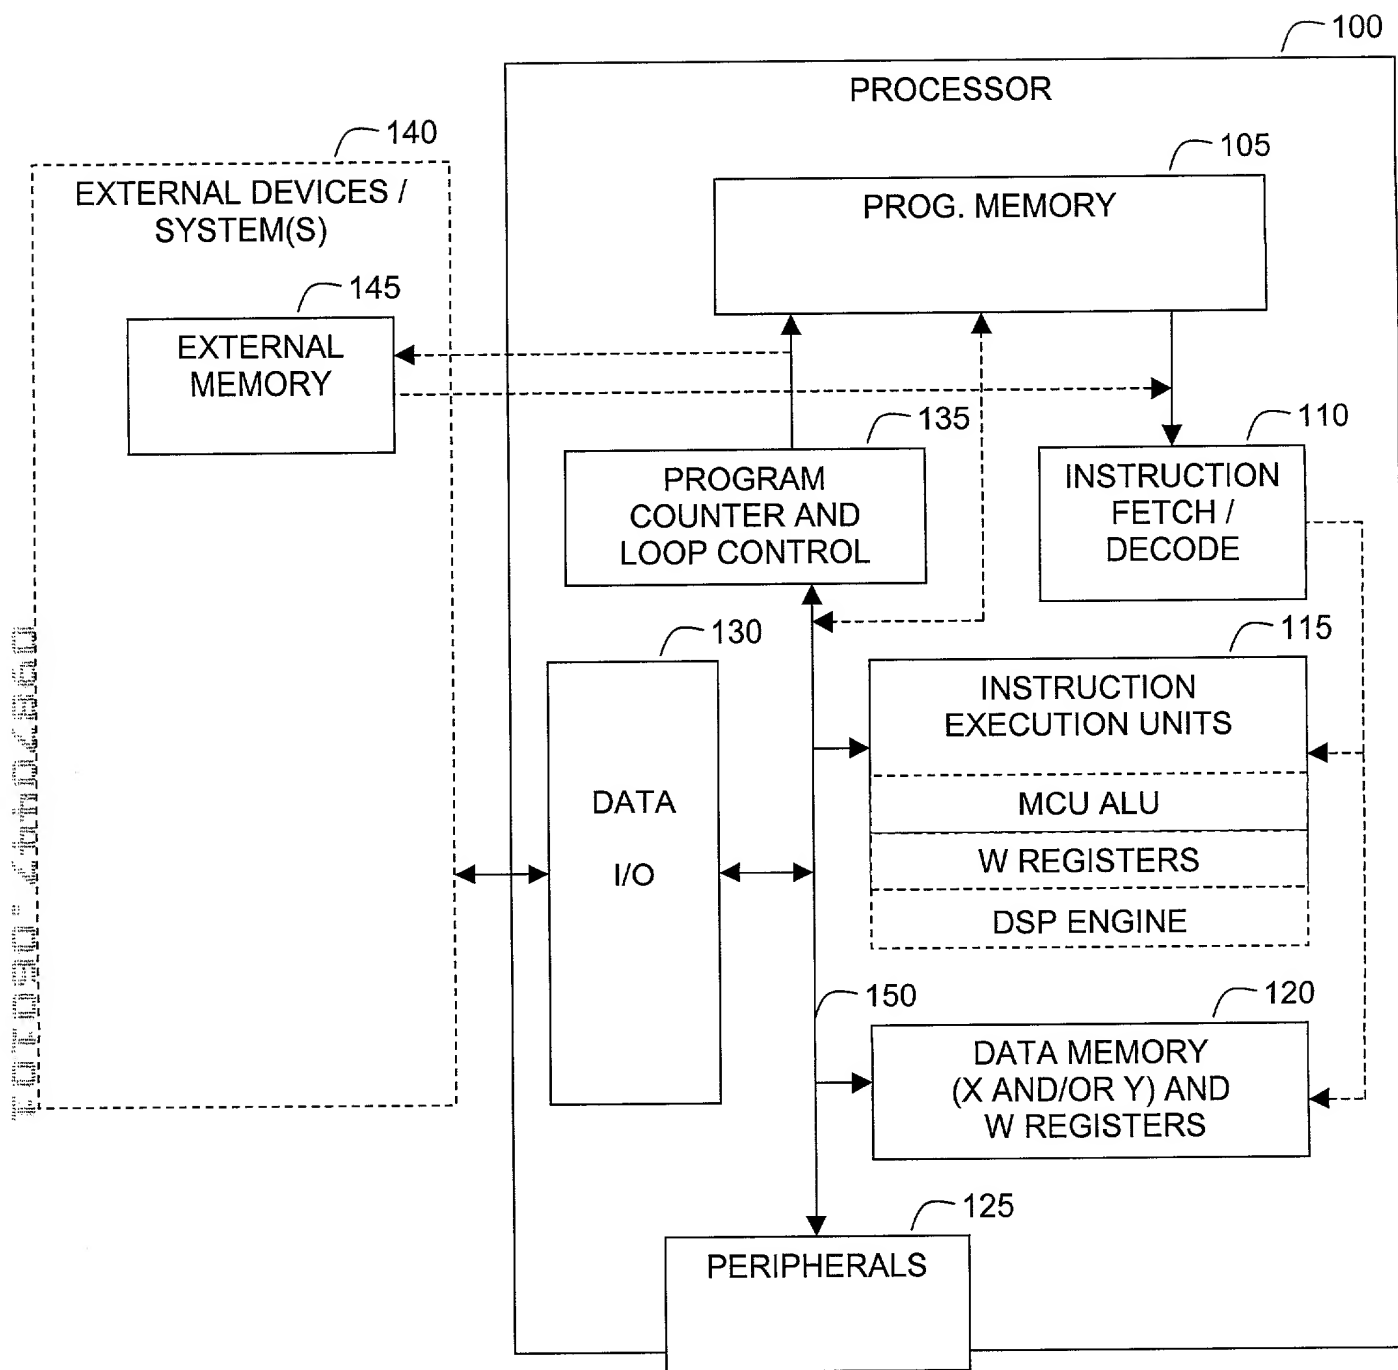 100
PROCESSOR
140
EXTERNAL DEVICES /
SYSTEM(S)
105
PROG. MEMORY
145
EXTERNAL
MEMORY
135
PROGRAM
COUNTER AND
LOOP CONTROL
110
INSTRUCTION
FETCH /
DECODE
130
DATA
I/O
115
INSTRUCTION
EXECUTION UNITS
MCU ALU
W REGISTERS
DSP ENGINE
150
120
DATA MEMORY
(X AND/OR Y) AND
W REGISTERS
125
PERIPHERALS